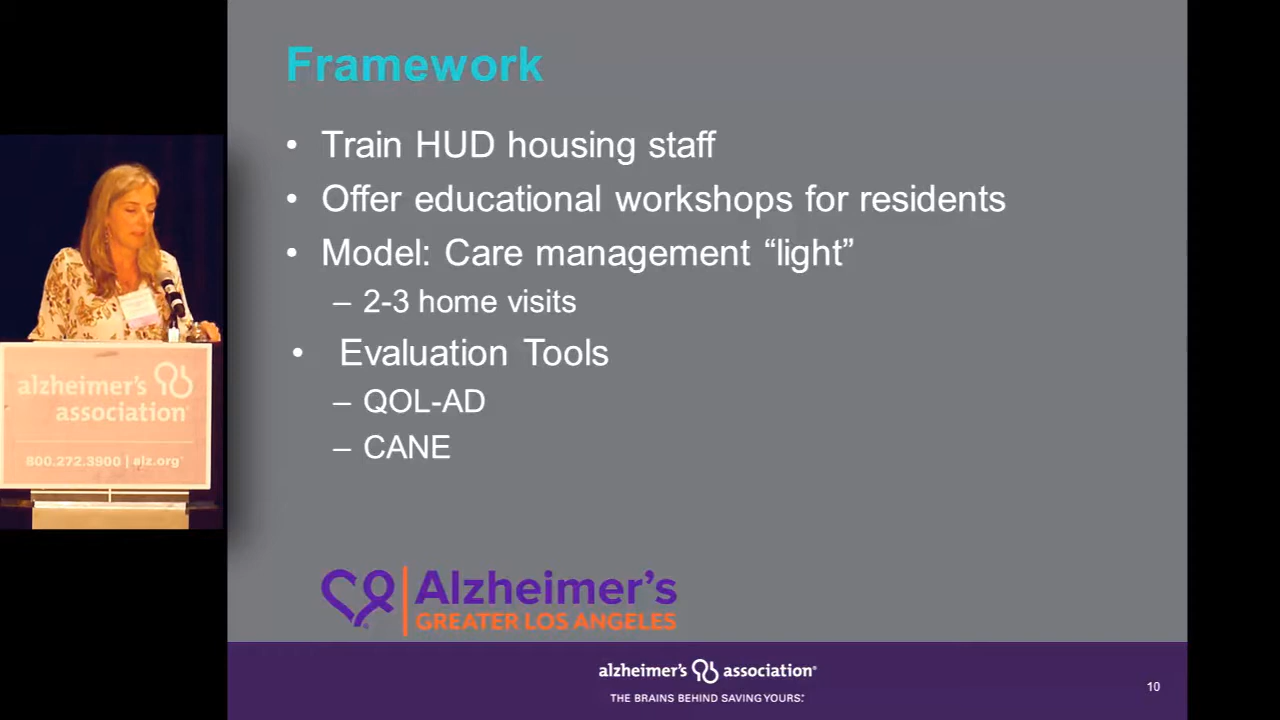 Framework
• Train HUD housing staff
• Offer educational workshops for residents
• Model: Care management “light”
– 2-3 home visits
• Evaluation Tools
– QOL-AD
– CANE
Alzheimer's
GREATER LOS ANGELES
alzheimer's association®
THE BRAINS BEHIND SAVING YOURS.™
10
alzheimer's
association®
800.272.3900 | alz.org®